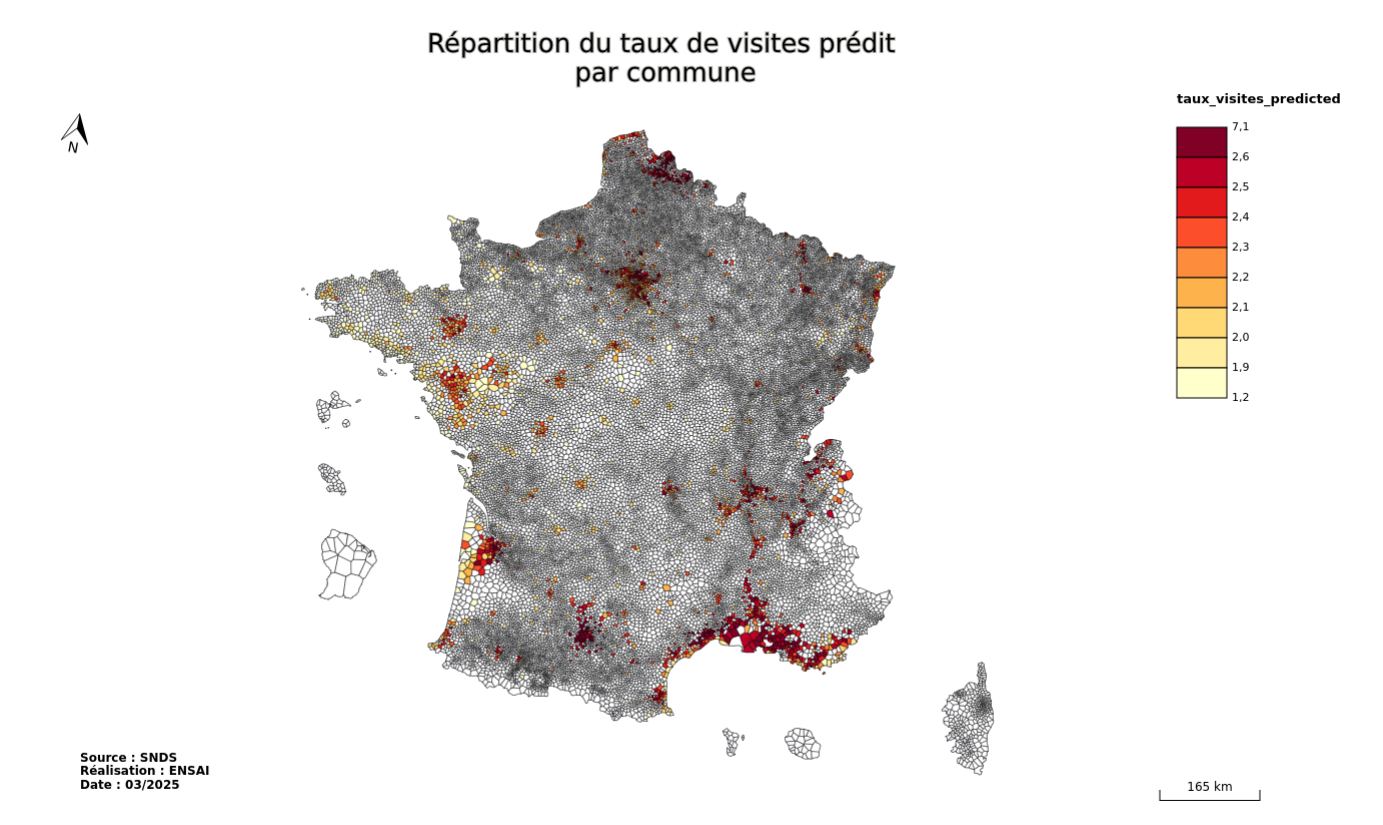 Répartition du taux de visites prédit
par commune
N
taux_visites_predicted
7,1
2,6
2,5
2,4
2,3
2,2
2,1
2,0
1,9
1,2
Source : SNDS
Réalisation : ENSAI
Date : 03/2025
165 km